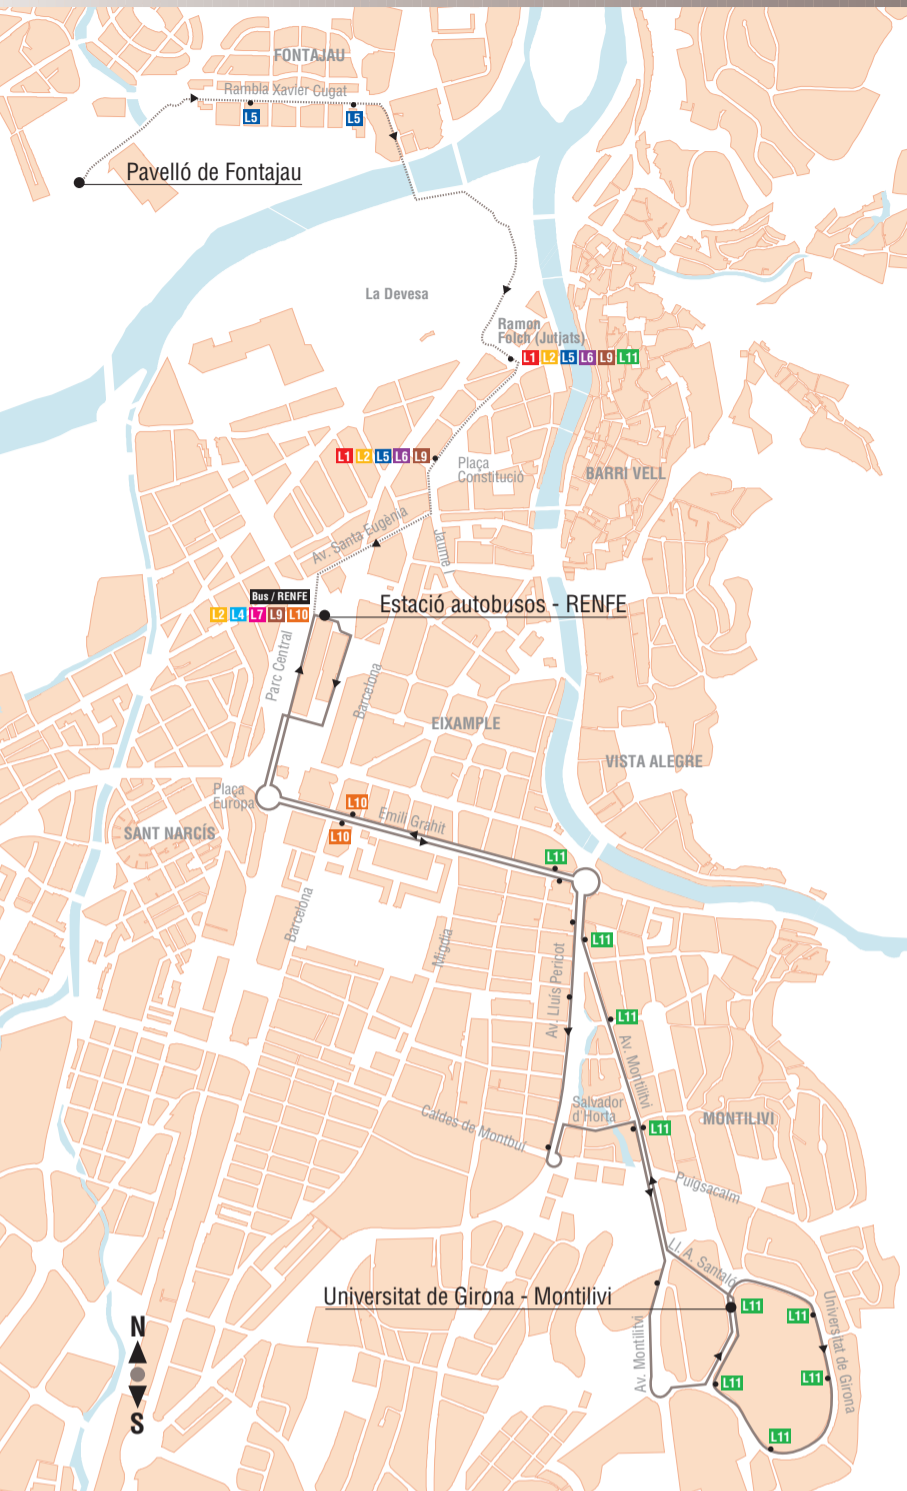 FONTAJAU
Rambla Xavier Cugat
L5
L5
Pavelló de Fontajau
La Devesa
Ramon
Folch (Jutjats)
L1 L2 L5 L6 L9 L11
L1 L2 L5 L6 L9
Plaça
Constitució
BARRI VELL
Av. Santa Eugènia
Jaume I
Bus / RENFE
L2 L4 L7 L9 L10
Estació autobusos - RENFE
Parc Central
Barcelona
EIXAMPLE
VISTA ALEGRE
Plaça
Europa
L10
Emili Grahit
L10
SANT NARCÍS
L11
Barcelona
Migdia
Av. Lluís Pericot
L11
L11
Av. Montilitvi
Salvador
d'Horta
Caldes de Montbui
L11
MONTILIVI
Puigsacalm
Ll. A. Santaló
Universitat de Girona - Montilivi
L11
L11
Universitat de Girona
Av. Montilitvi
L11
L11
L11
N
S